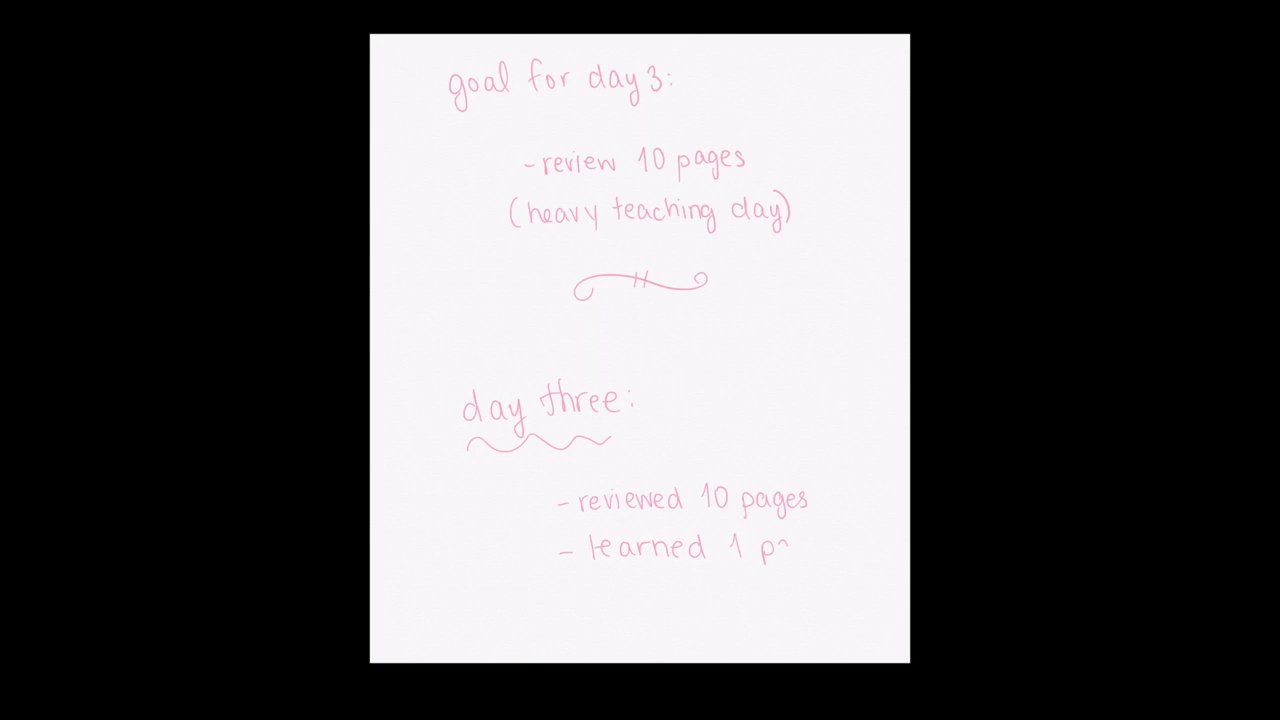 goal for day 3:
- review 10 pages
(heavy teaching day)
day three:
- reviewed 10 pages
- learned 1